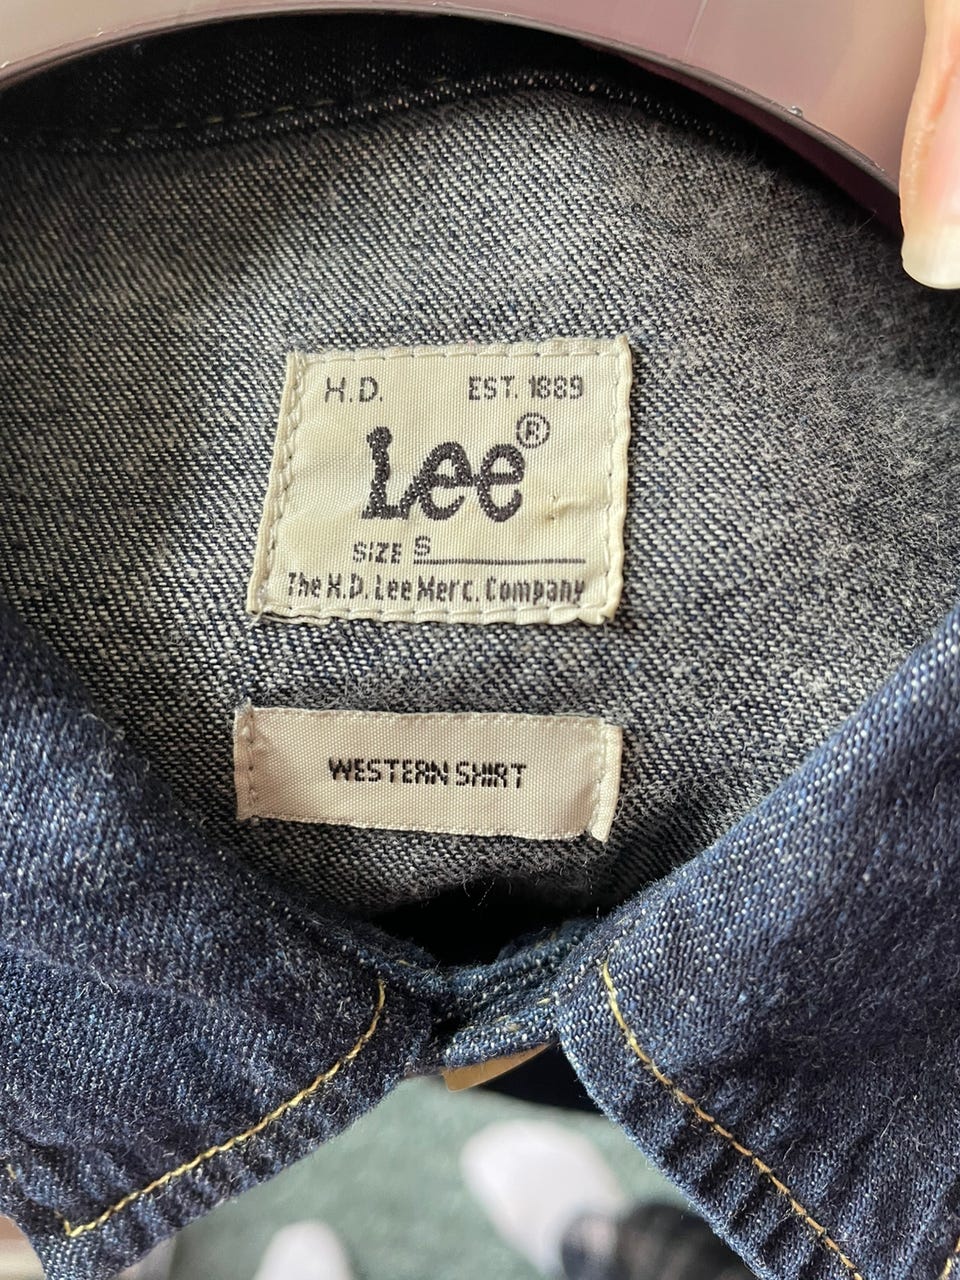 H.D. EST. 1889
Lee®
SIZE S
The H.D. Lee Merc. Company
WESTERN SHIRT